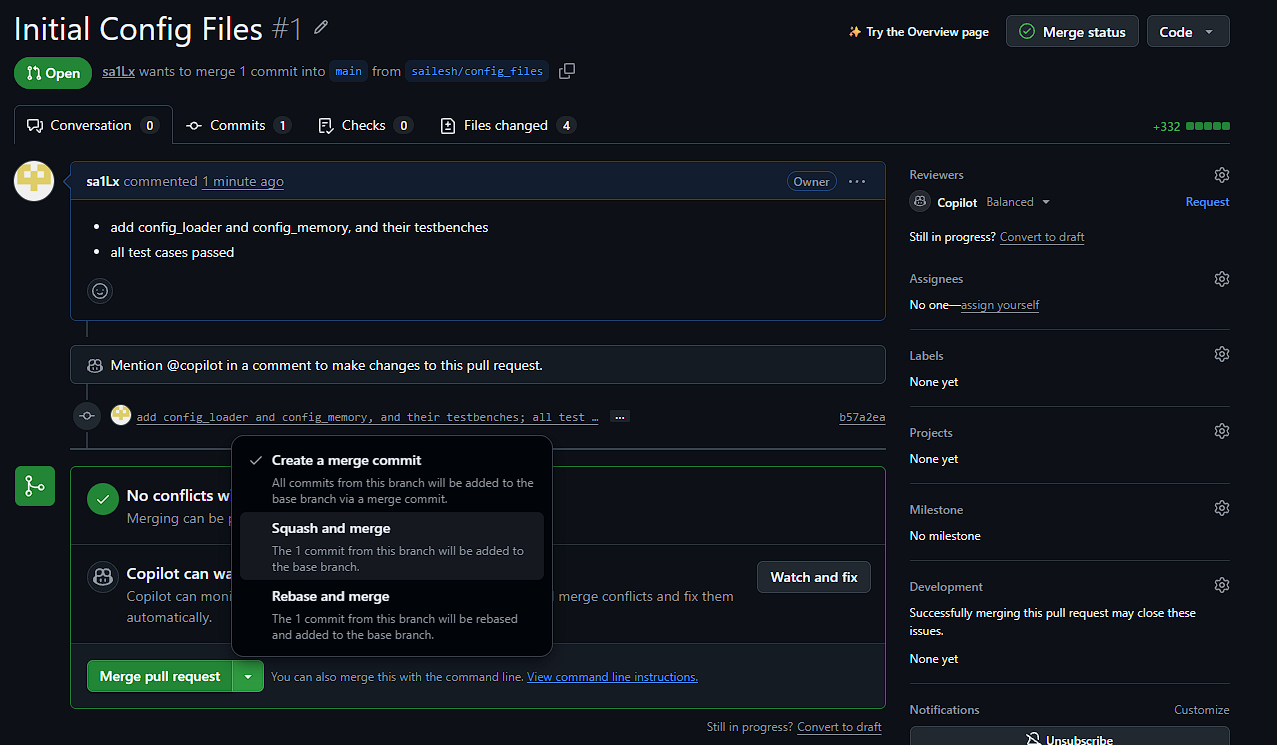 Initial Config Files #1
Try the Overview page
Merge status
Code
Open
sa1Lx wants to merge 1 commit into main from sailesh/config_files
Conversation 0
Commits 1
Checks 0
Files changed 4
+332
sa1Lx commented 1 minute ago
Owner
add config_loader and config_memory, and their testbenches
all test cases passed
Mention @copilot in a comment to make changes to this pull request.
add config_loader and config_memory, and their testbenches; all test …
b57a2ea
Create a merge commit
All commits from this branch will be added to the
base branch via a merge commit.
Squash and merge
The 1 commit from this branch will be added to
the base branch.
Rebase and merge
The 1 commit from this branch will be rebased
and added to the base branch.
No conflicts w
Merging can be
Copilot can wa
Copilot can moni
merge conflicts and fix them
automatically.
Watch and fix
Merge pull request
You can also merge this with the command line. View command line instructions.
Still in progress? Convert to draft
Reviewers
Copilot Balanced
Request
Still in progress? Convert to draft
Assignees
No one—assign yourself
Labels
None yet
Projects
None yet
Milestone
No milestone
Development
Successfully merging this pull request may close these
issues.
None yet
Notifications
Customize
Unsubscribe